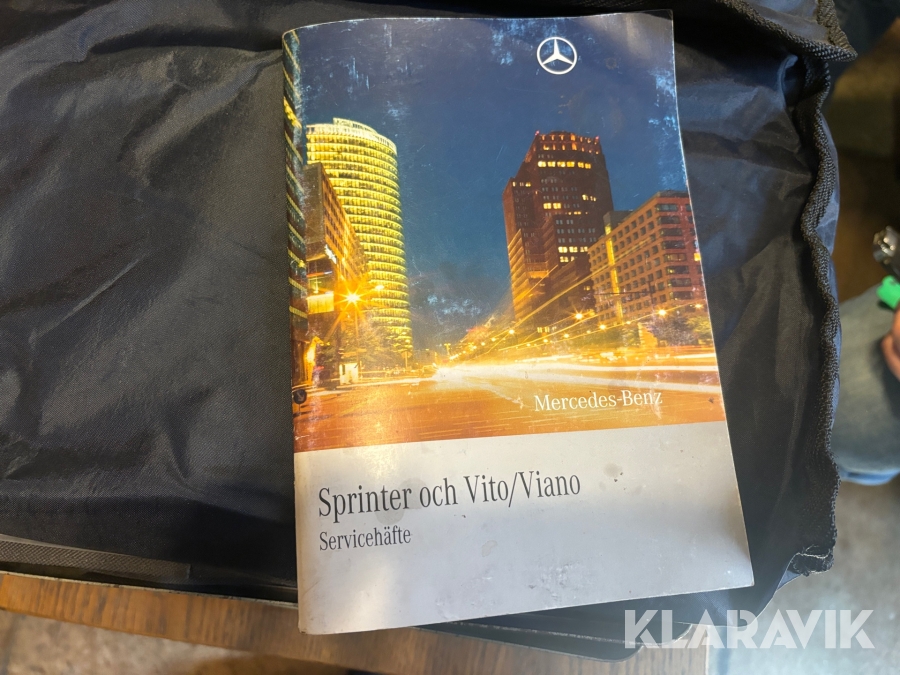 Mercedes-Benz
Sprinter och Vito/Viano
Servicehäfte
KLARAVIK